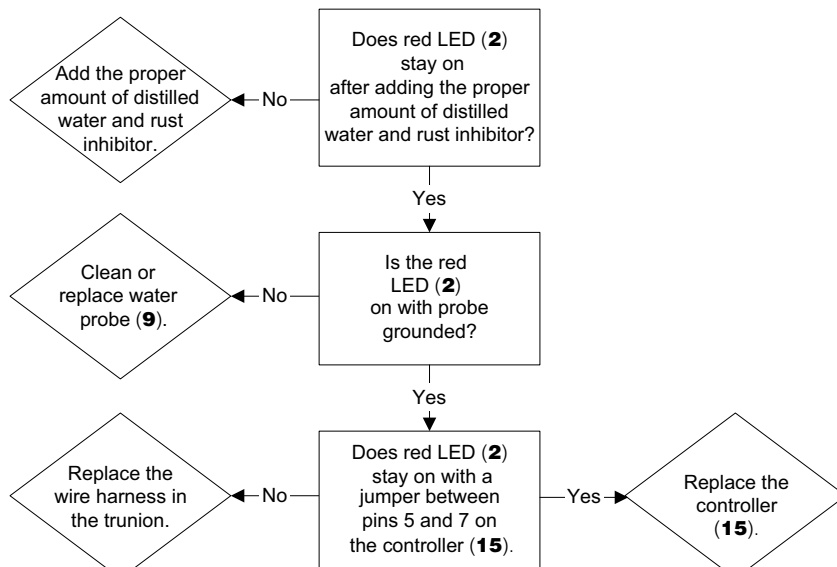 Add the proper
amount of distilled
water and rust
inhibitor.
No
Does red LED (2)
stay on
after adding the proper
amount of distilled
water and rust inhibitor?
Yes
Clean or
replace water
probe (9).
No
Is the red
LED (2)
on with probe
grounded?
Yes
Replace the
wire harness in
the trunion.
No
Does red LED (2)
stay on with a
jumper between
pins 5 and 7 on
the controller (15).
Yes
Replace the
controller
(15).